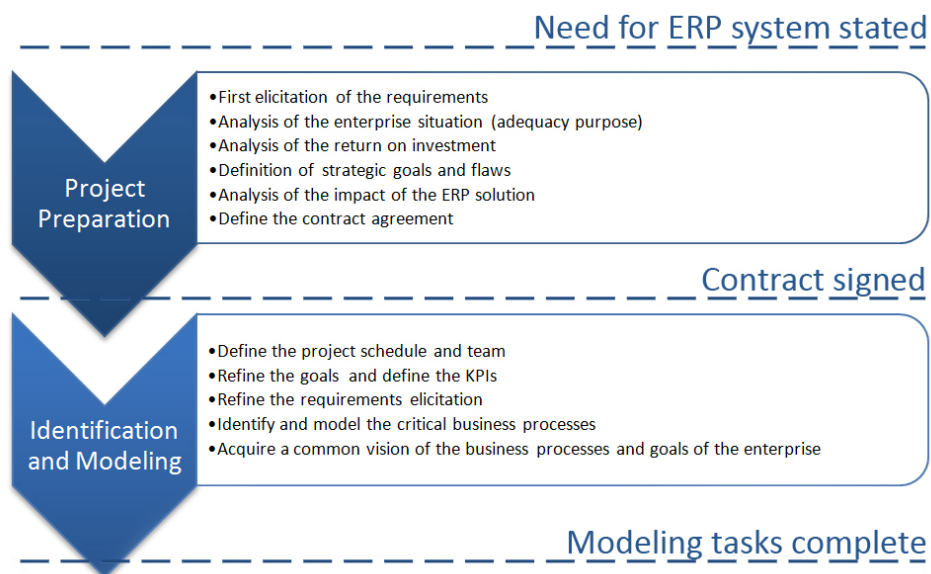 Need for ERP system stated
Project
Preparation
•First elicitation of the requirements
•Analysis of the enterprise situation (adequacy purpose)
•Analysis of the return on investment
•Definition of strategic goals and flaws
•Analysis of the impact of the ERP solution
•Define the contract agreement
Contract signed
Identification
and Modeling
•Define the project schedule and team
•Refine the goals and define the KPIs
•Refine the requirements elicitation
•Identify and model the critical business processes
•Acquire a common vision of the business processes and goals of the enterprise
Modeling tasks complete